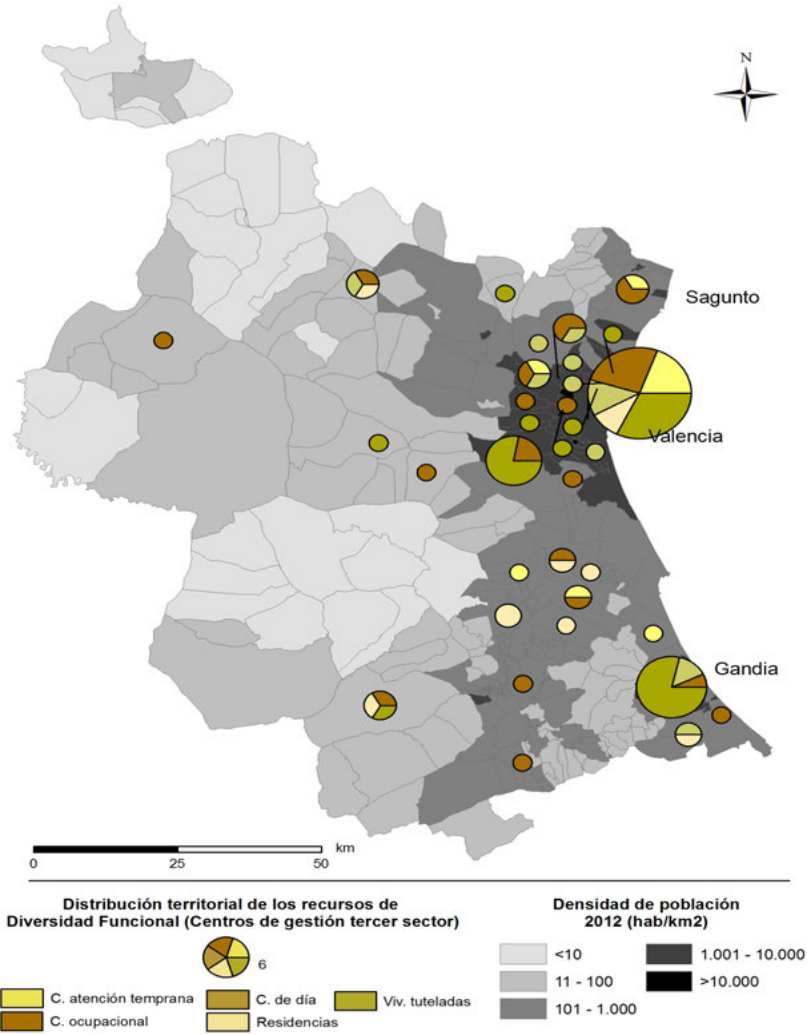 N
Sagunto
Valencia
Gandia
km
0 25 50
Distribución territorial de los recursos de
Diversidad Funcional (Centros de gestión tercer sector)
6
C. atención temprana C. de día Viv. tuteladas
C. ocupacional Residencias
Densidad de población
2012 (hab/km2)
<10 1.001 - 10.000
11 - 100 >10.000
101 - 1.000